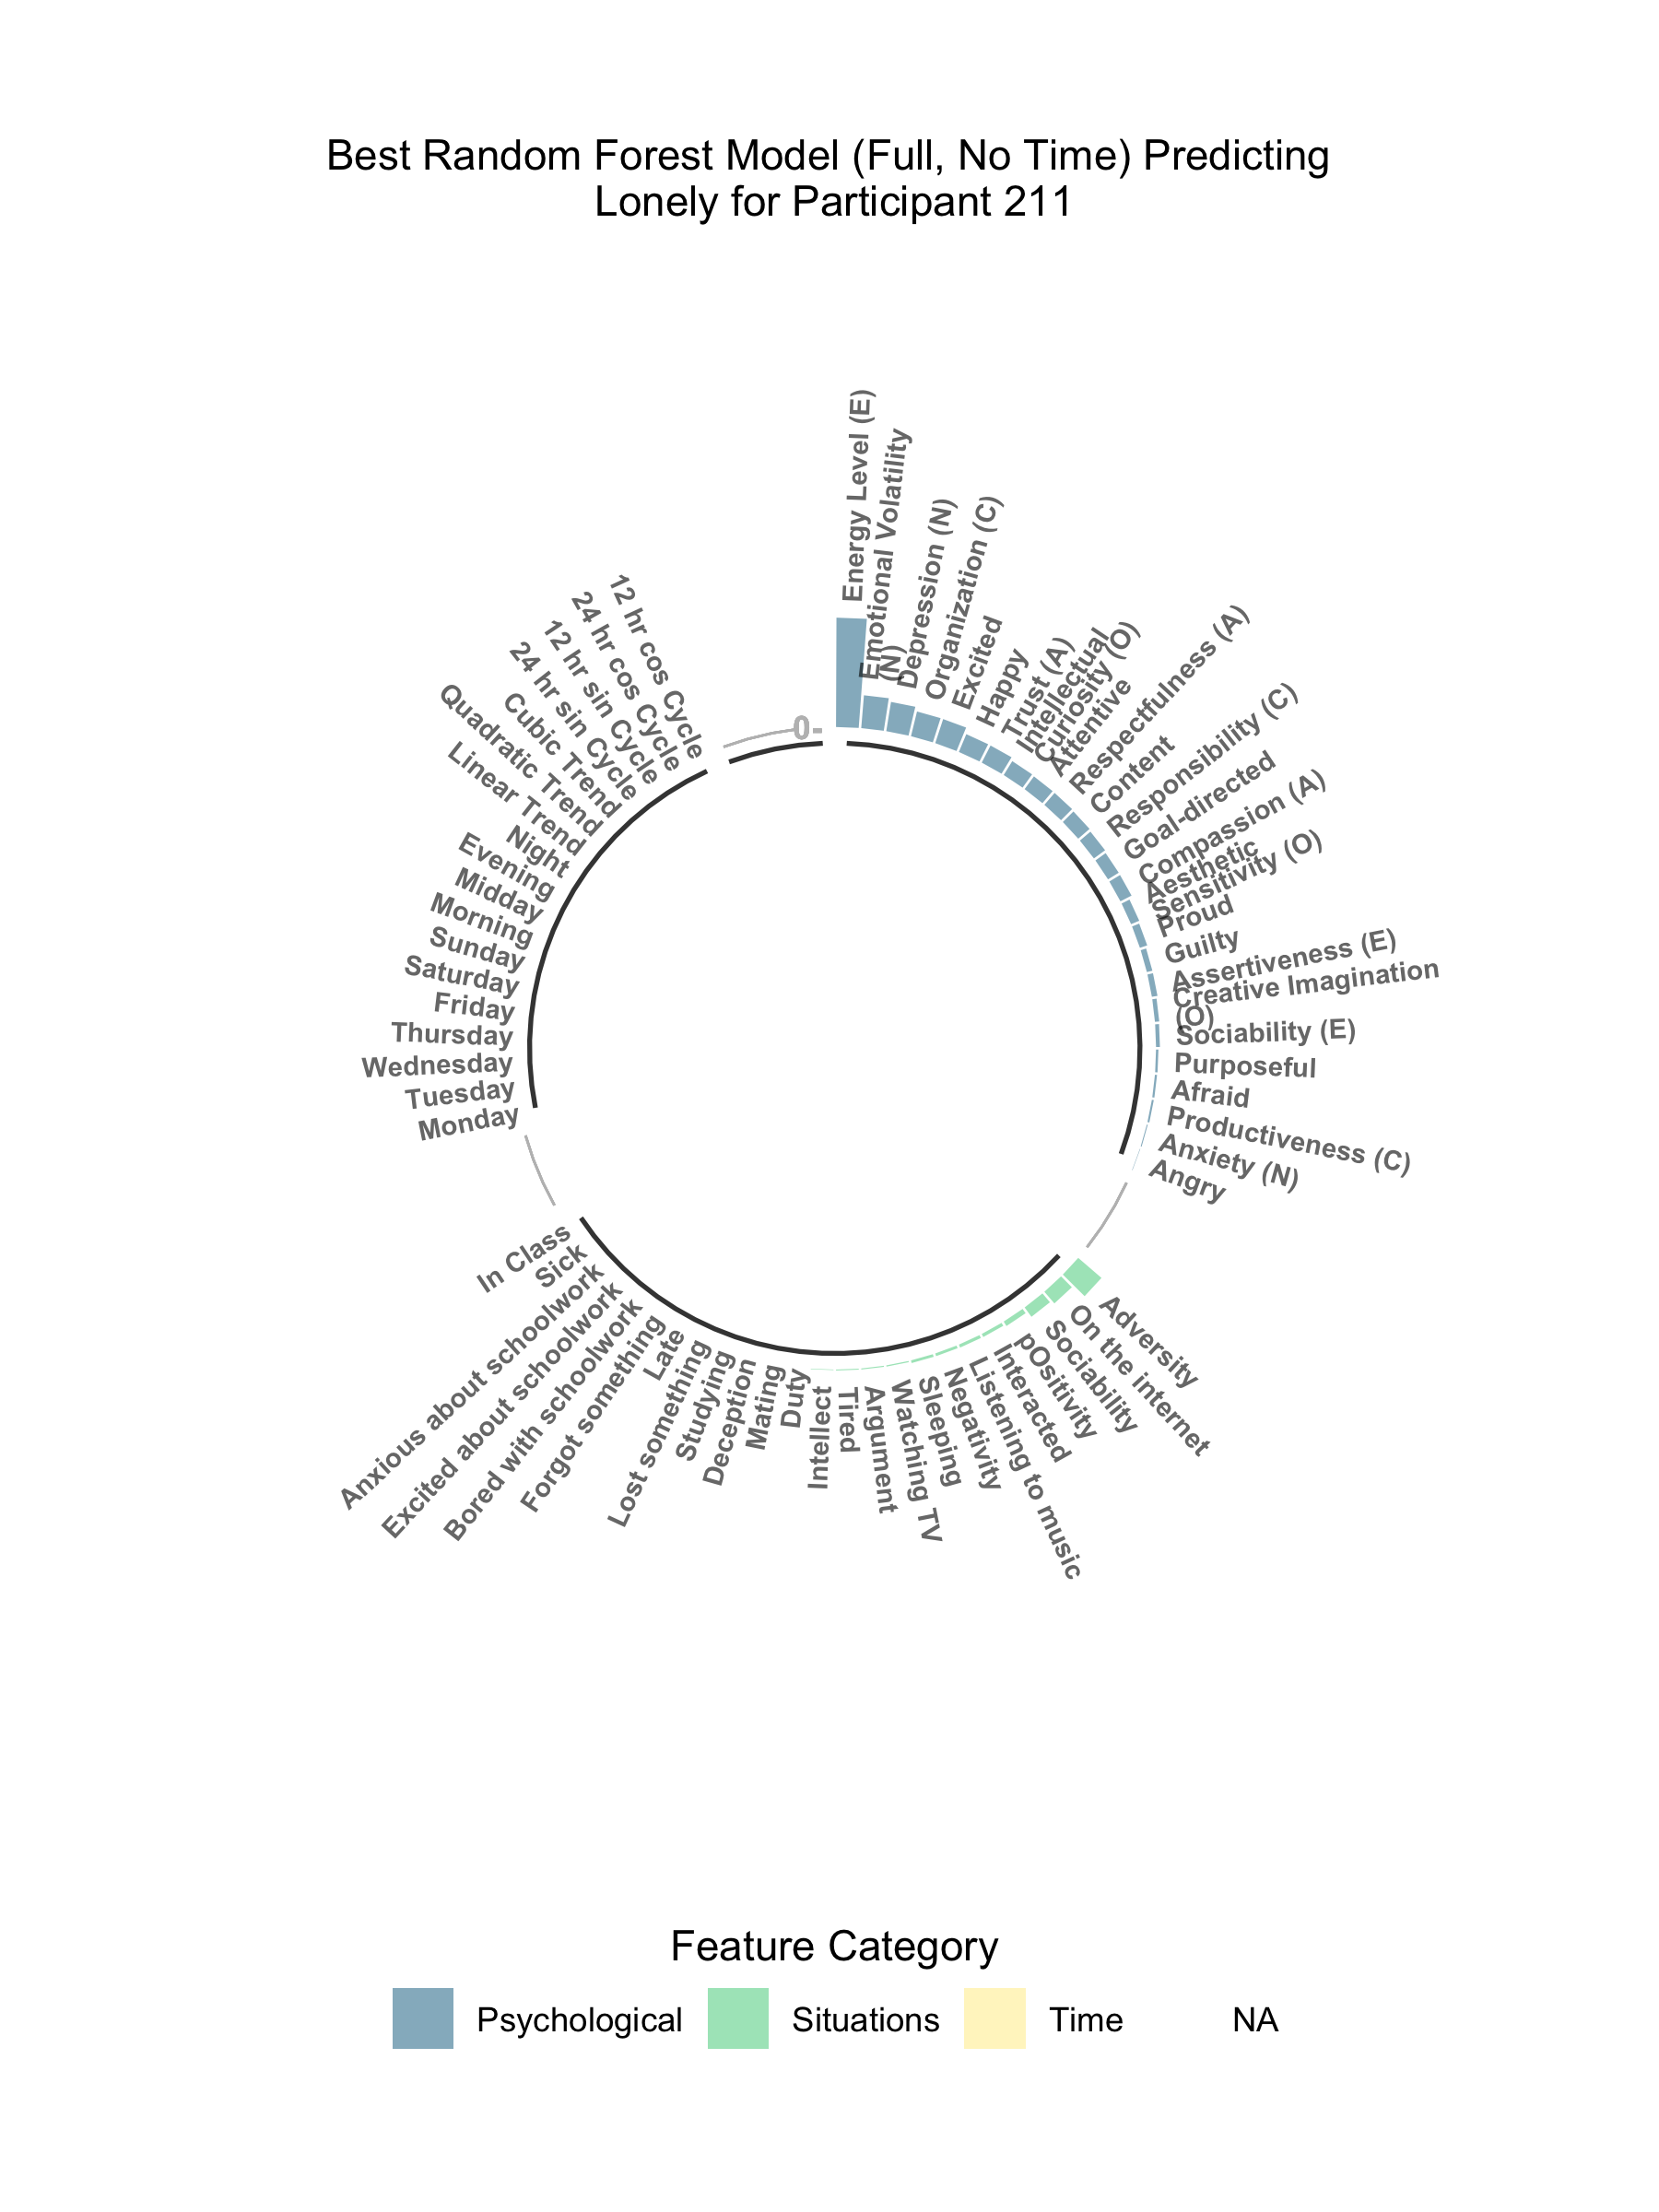 Best Random Forest Model (Full, No Time) Predicting
Lonely for Participant 211
0-
Energy Level (E)
Emotional Volatility
(N)
Depression (N)
Organization (C)
Excited
Happy
Trust (A)
Intellectual
Curiosity (O)
Attentive
Respectfulness (A)
Content
Responsibility (C)
Goal-directed
Compassion (A)
Aesthetic
Sensitivity (O)
Proud
Guilty
Assertiveness (E)
Creative Imagination
(O)
Sociability (E)
Purposeful
Afraid
Productiveness (C)
Anxiety (N)
Angry
Adversity
On the internet
Sociability
pOsitivity
Interacted
Listening to music
Negativity
Sleeping
Watching TV
Argument
Tired
Intellect
Duty
Mating
Deception
Studying
Lost something
Late
Forgot something
Bored with schoolwork
Excited about schoolwork
Anxious about schoolwork
Sick
In Class
Monday
Tuesday
Wednesday
Thursday
Friday
Saturday
Sunday
Morning
Midday
Evening
Night
Linear Trend
Quadratic Trend
Cubic Trend
24 hr sin Cycle
12 hr sin Cycle
24 hr cos Cycle
12 hr cos Cycle
Feature Category
Psychological
Situations
Time
NA